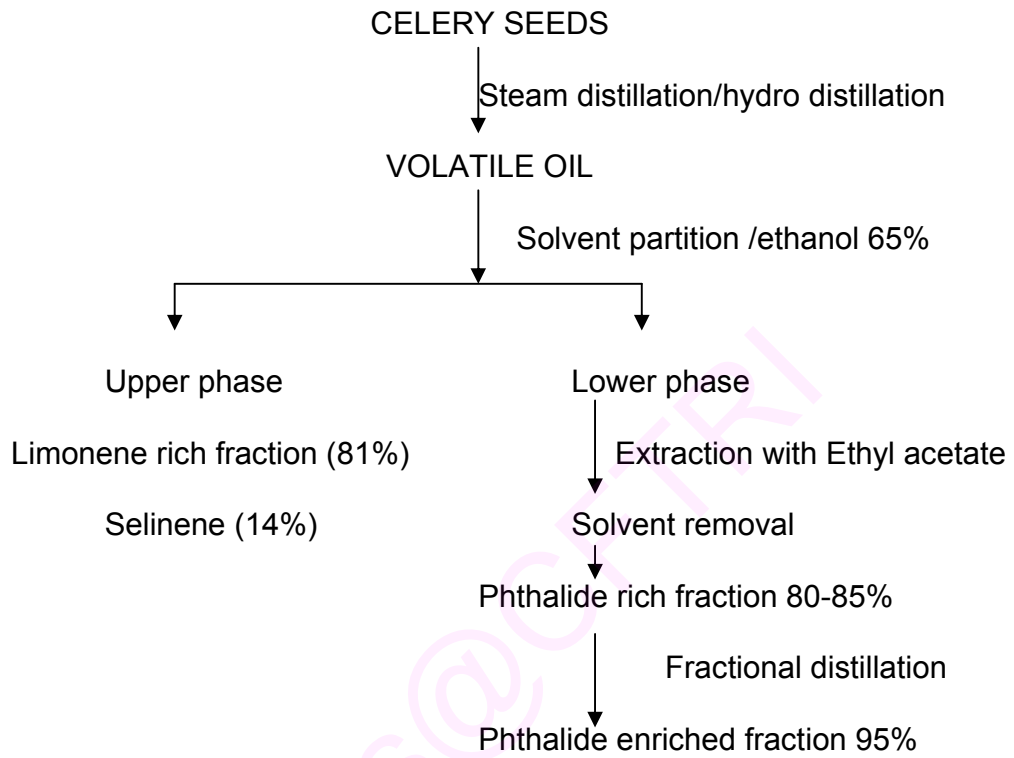 CELERY SEEDS
Steam distillation/hydro distillation
VOLATILE OIL
Solvent partition /ethanol 65%
Upper phase
Lower phase
Limonene rich fraction (81%)
Extraction with Ethyl acetate
Selinene (14%)
Solvent removal
Phthalide rich fraction 80-85%
Fractional distillation
Phthalide enriched fraction 95%
@CFTRI